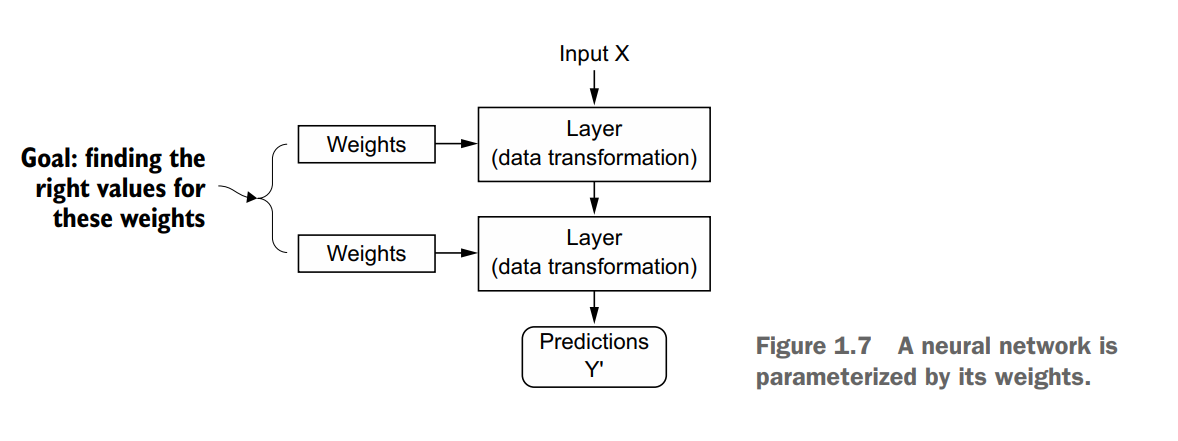 Input X
Layer
(data transformation)
Weights
Goal: finding the
right values for
these weights
Layer
(data transformation)
Weights
Predictions
Y'
Figure 1.7 A neural network is
parameterized by its weights.